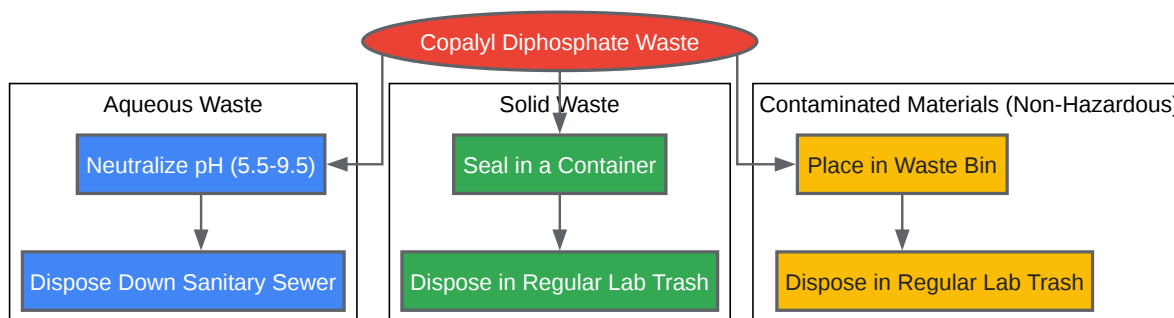 Copalyl Diphosphate Waste
Aqueous Waste
Solid Waste
Contaminated Materials (Non-Hazardous)
Neutralize pH (5.5-9.5)
Seal in a Container
Place in Waste Bin
Dispose Down Sanitary Sewer
Dispose in Regular Lab Trash
Dispose in Regular Lab Trash